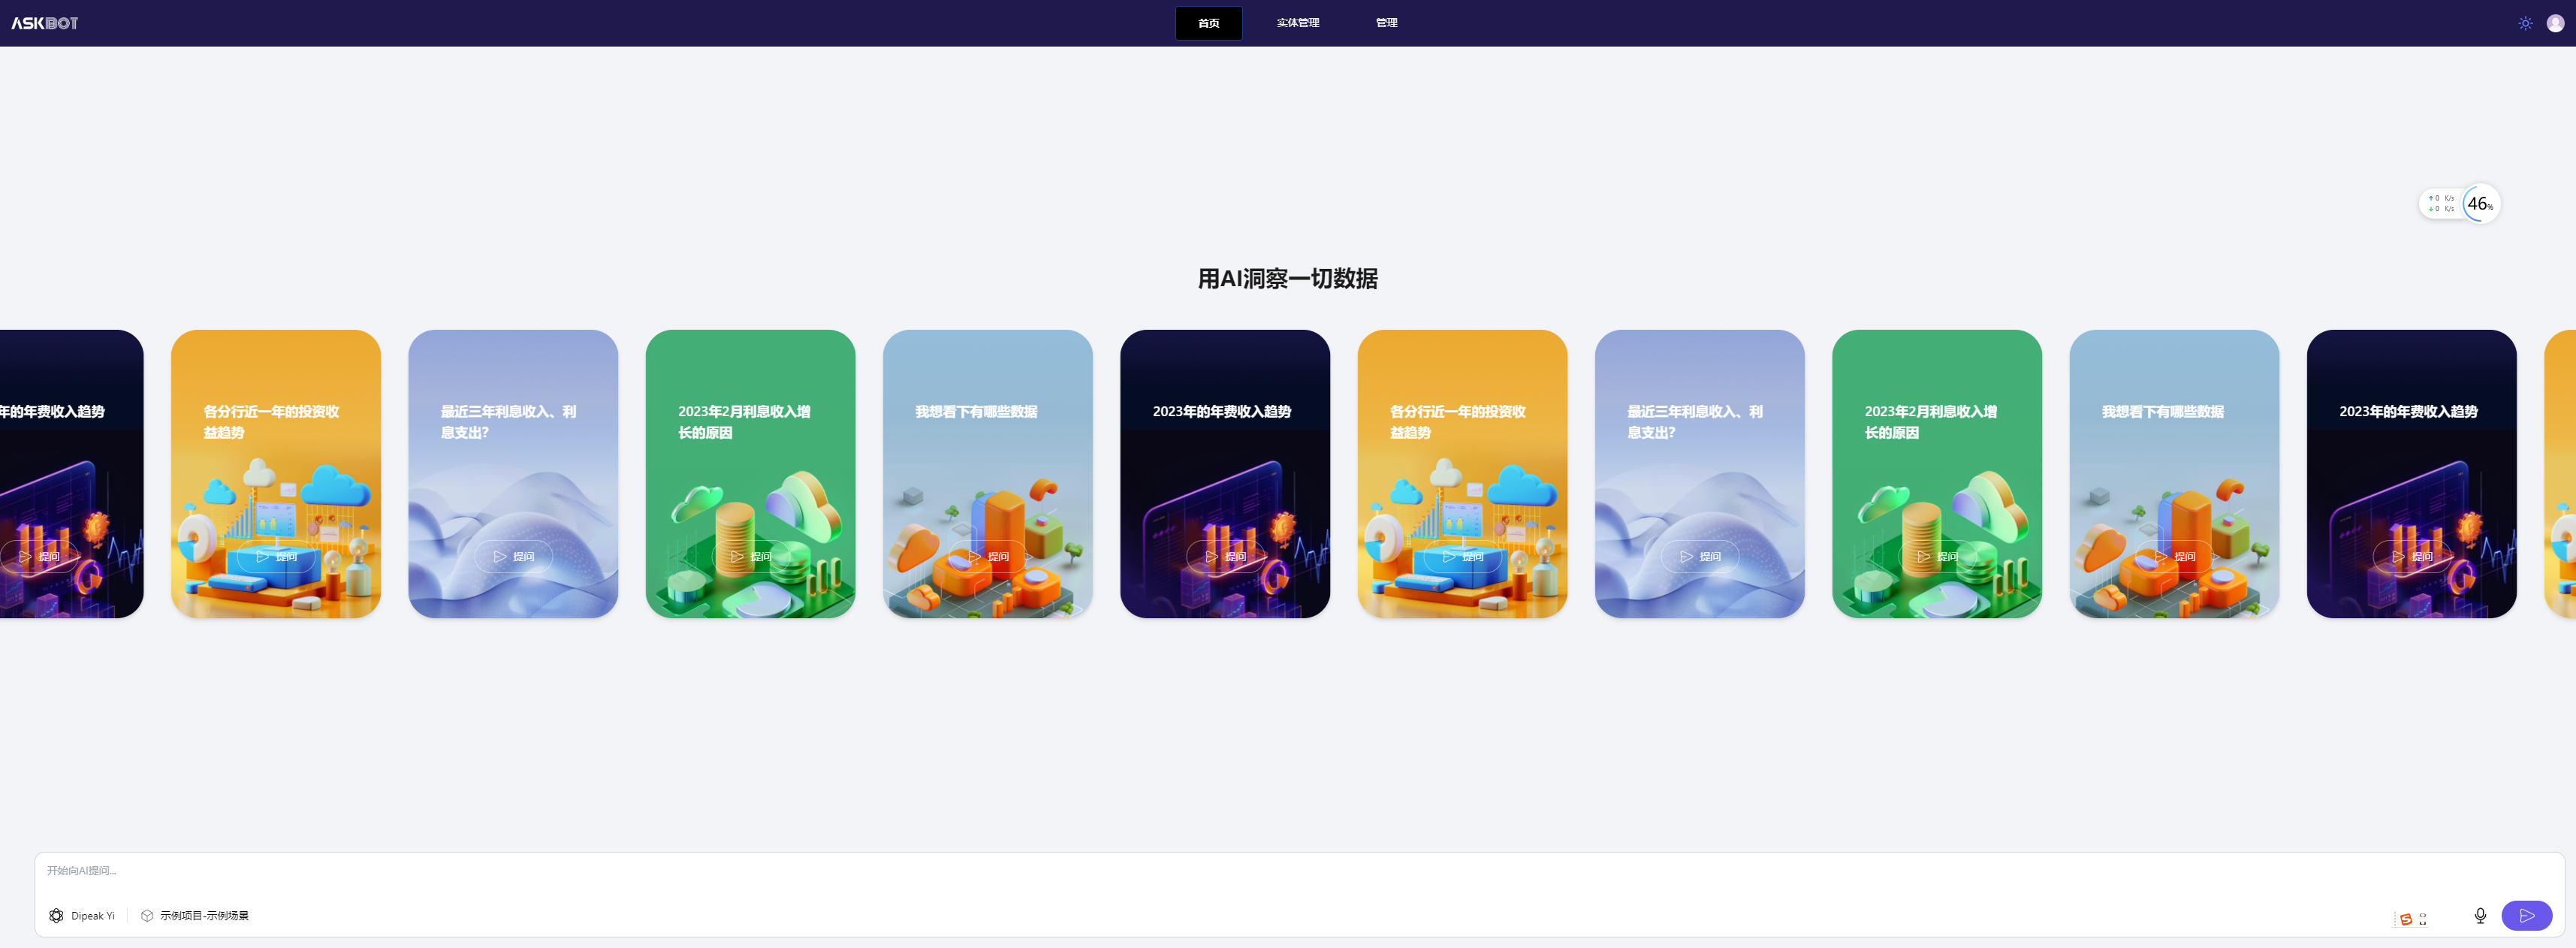 ASKBOT
首页
实体管理
管理
0 K/s
0 K/s
46%
用AI洞察一切数据
年的年费收入趋势
提问
各分行近一年的投资收
益趋势
提问
最近三年利息收入、利
息支出?
提问
2023年2月利息收入增
长的原因
提问
我想看下有哪些数据
提问
2023年的年费收入趋势
提问
各分行近一年的投资收
益趋势
提问
最近三年利息收入、利
息支出?
提问
2023年2月利息收入增
长的原因
提问
我想看下有哪些数据
提问
2023年的年费收入趋势
提问
开始向AI提问...
Dipeak Yi
示例项目-示例场景